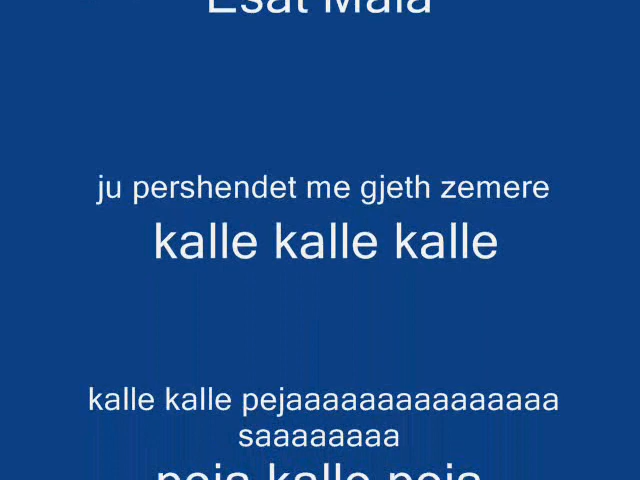 Esat Mala
ju pershendet me gjeth zemere
kalle kalle kalle
kalle kalle pejaaaaaaaaaaaaaaa
saaaaaaaa
peja kalle peja